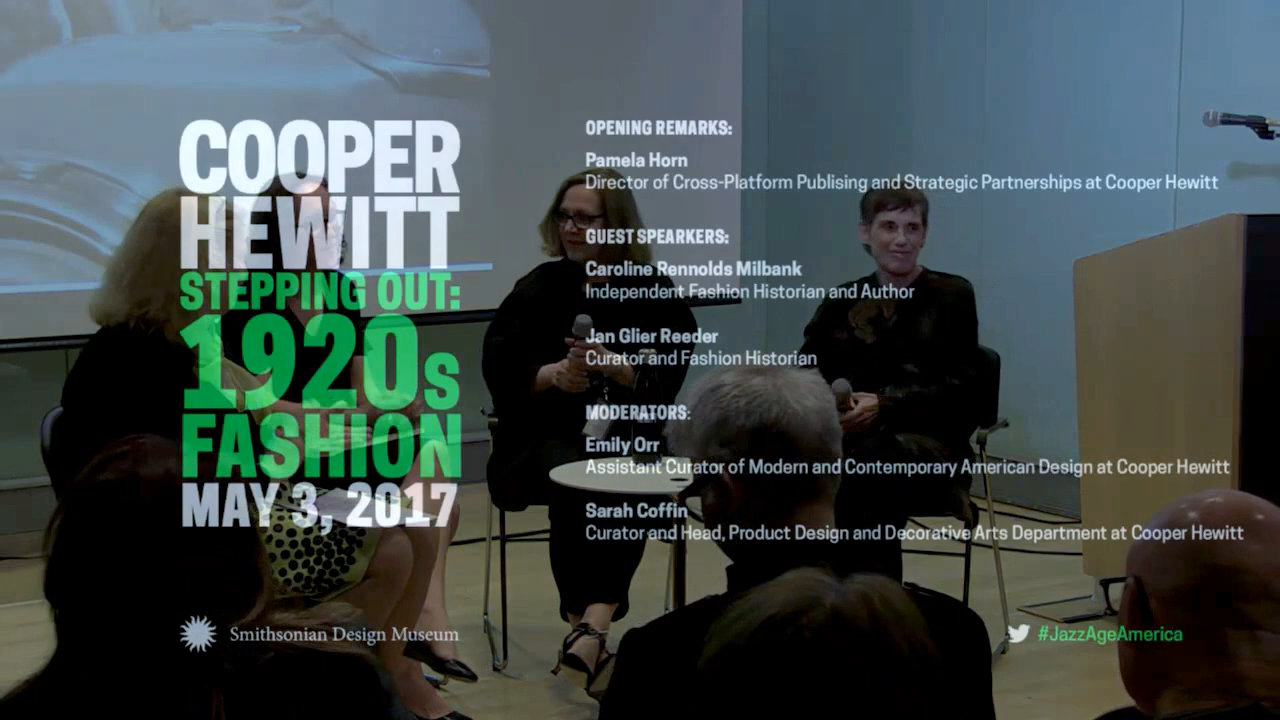 COOPER
HEWITT
STEPPING OUT:
1920s
FASHION
MAY 3, 2017
Smithsonian Design Museum
OPENING REMARKS:
Pamela Horn
Director of Cross-Platform Publising and Strategic Partnerships at Cooper Hewitt
GUEST SPEARKERS:
Caroline Rennolds Milbank
Independent Fashion Historian and Author
Jan Glier Reeder
Curator and Fashion Historian
MODERATORS:
Emily Orr
Assistant Curator of Modern and Contemporary American Design at Cooper Hewitt
Sarah Coffin
Curator and Head, Product Design and Decorative Arts Department at Cooper Hewitt
#JazzAgeAmerica